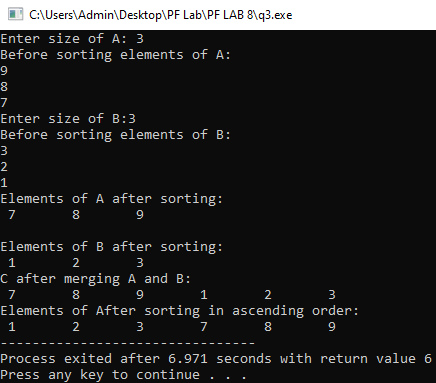 C:\Users\Admin\Desktop\PF Lab\PF LAB 8\q3.exe
Enter size of A: 3
Before sorting elements of A:
9
8
7
Enter size of B:3
Before sorting elements of B:
3
2
1
Elements of A after sorting:
7 8 9
Elements of B after sorting:
1 2 3
C after merging A and B:
7 8 9 1 2 3
Elements of After sorting in ascending order:
1 2 3 7 8 9
--------------------------------
Process exited after 6.971 seconds with return value 6
Press any key to continue . . .